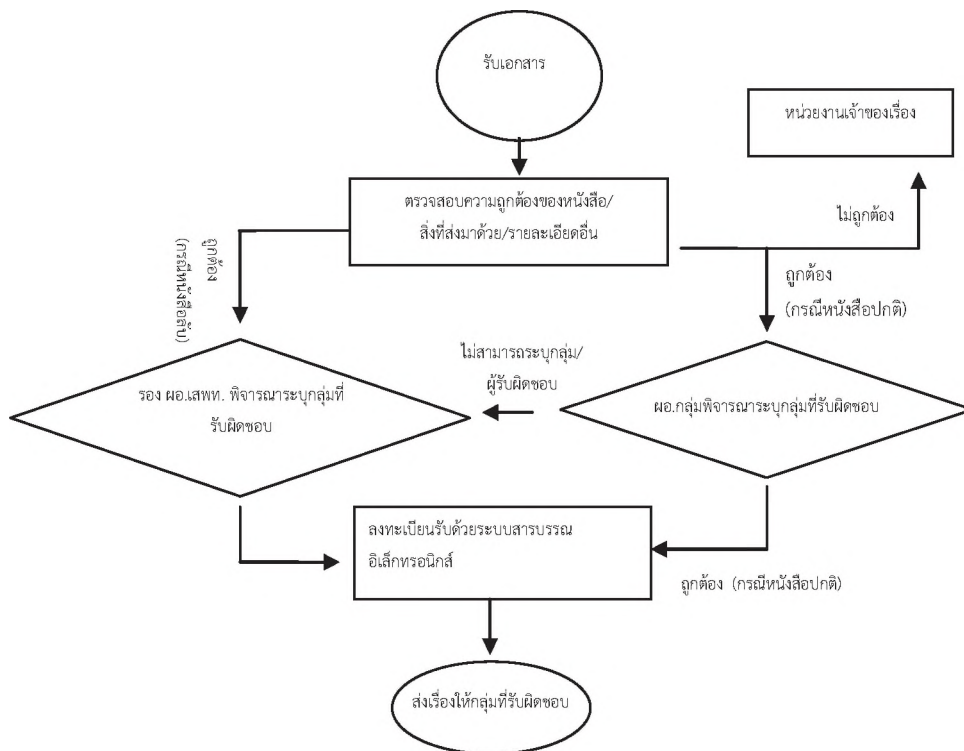 รับเอกสาร
หน่วยงานเจ้าของเรื่อง
ตรวจสอบความถูกต้องของหนังสือ/
สิ่งที่ส่งมาด้วย/รายละเอียดอื่น
ไม่ถูกต้อง
ถูกต้อง
(กรณีหนังสือลับ)
ถูกต้อง
(กรณีหนังสือปกติ)
ไม่สามารถระบุกลุ่ม/
ผู้รับผิดชอบ
รอง ผอ.เสพท. พิจารณาระบุกลุ่มที่
รับผิดชอบ
ผอ.กลุ่มพิจารณาระบุกลุ่มที่รับผิดชอบ
ลงทะเบียนรับด้วยระบบสารบรรณ
อิเล็กทรอนิกส์
ถูกต้อง (กรณีหนังสือปกติ)
ส่งเรื่องให้กลุ่มที่รับผิดชอบ